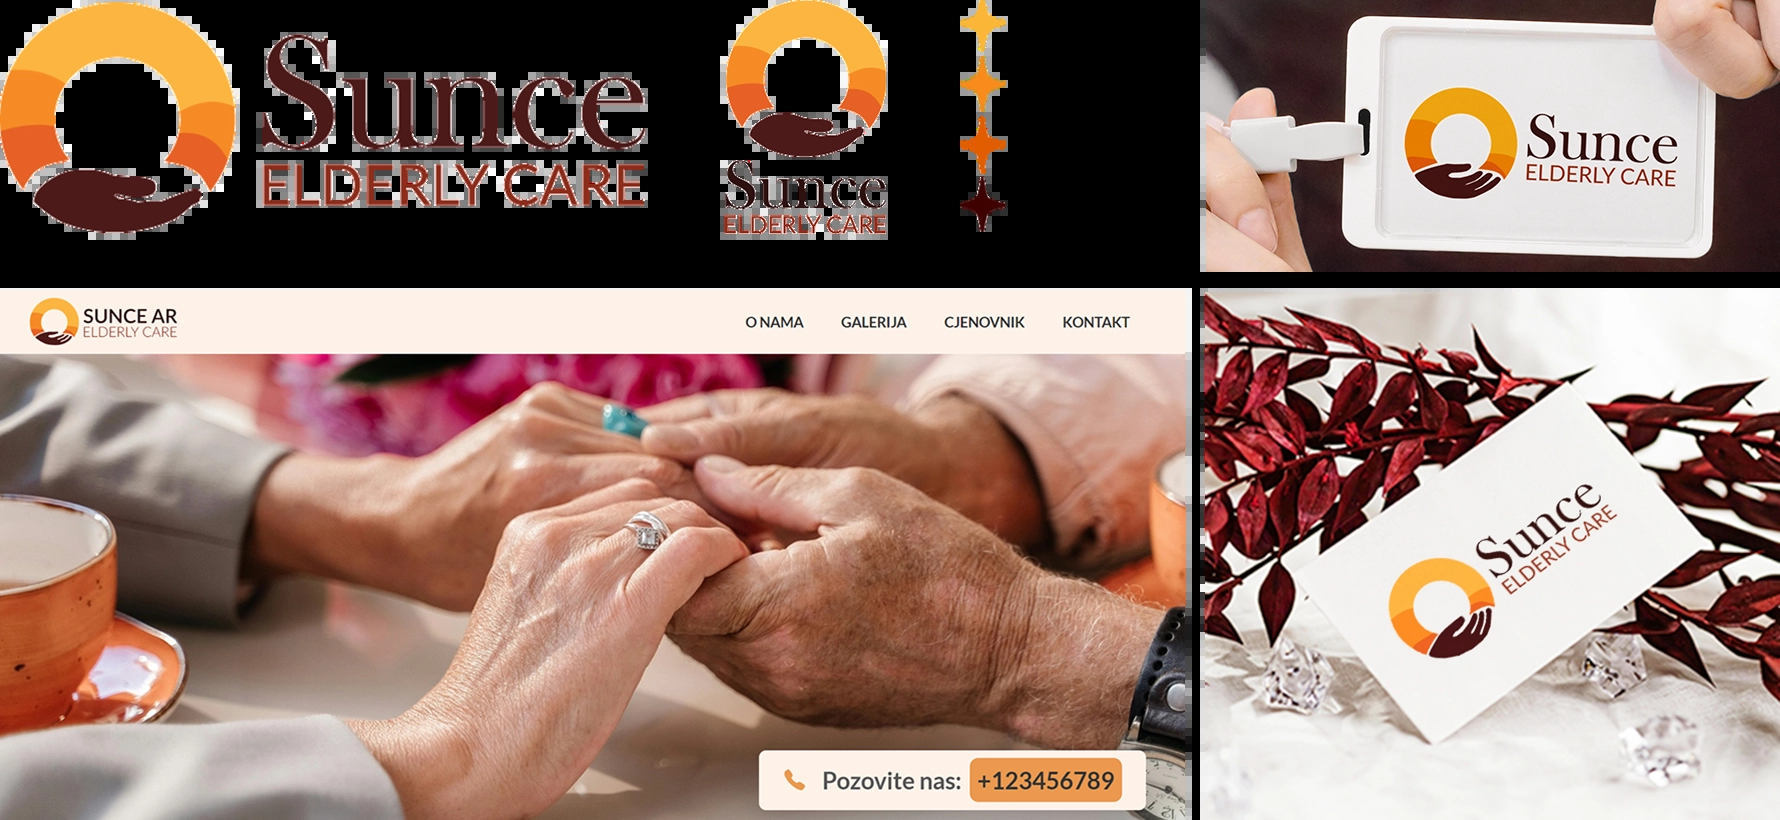 Sunce
ELDERLY CARE
Sunce
ELDERLY CARE
Sunce
ELDERLY CARE
SUNCE AR
ELDERLY CARE
O NAMA
GALERIJA
CJENOVNIK
KONTAKT
Pozovite nas: +123456789
Sunce
ELDERLY CARE